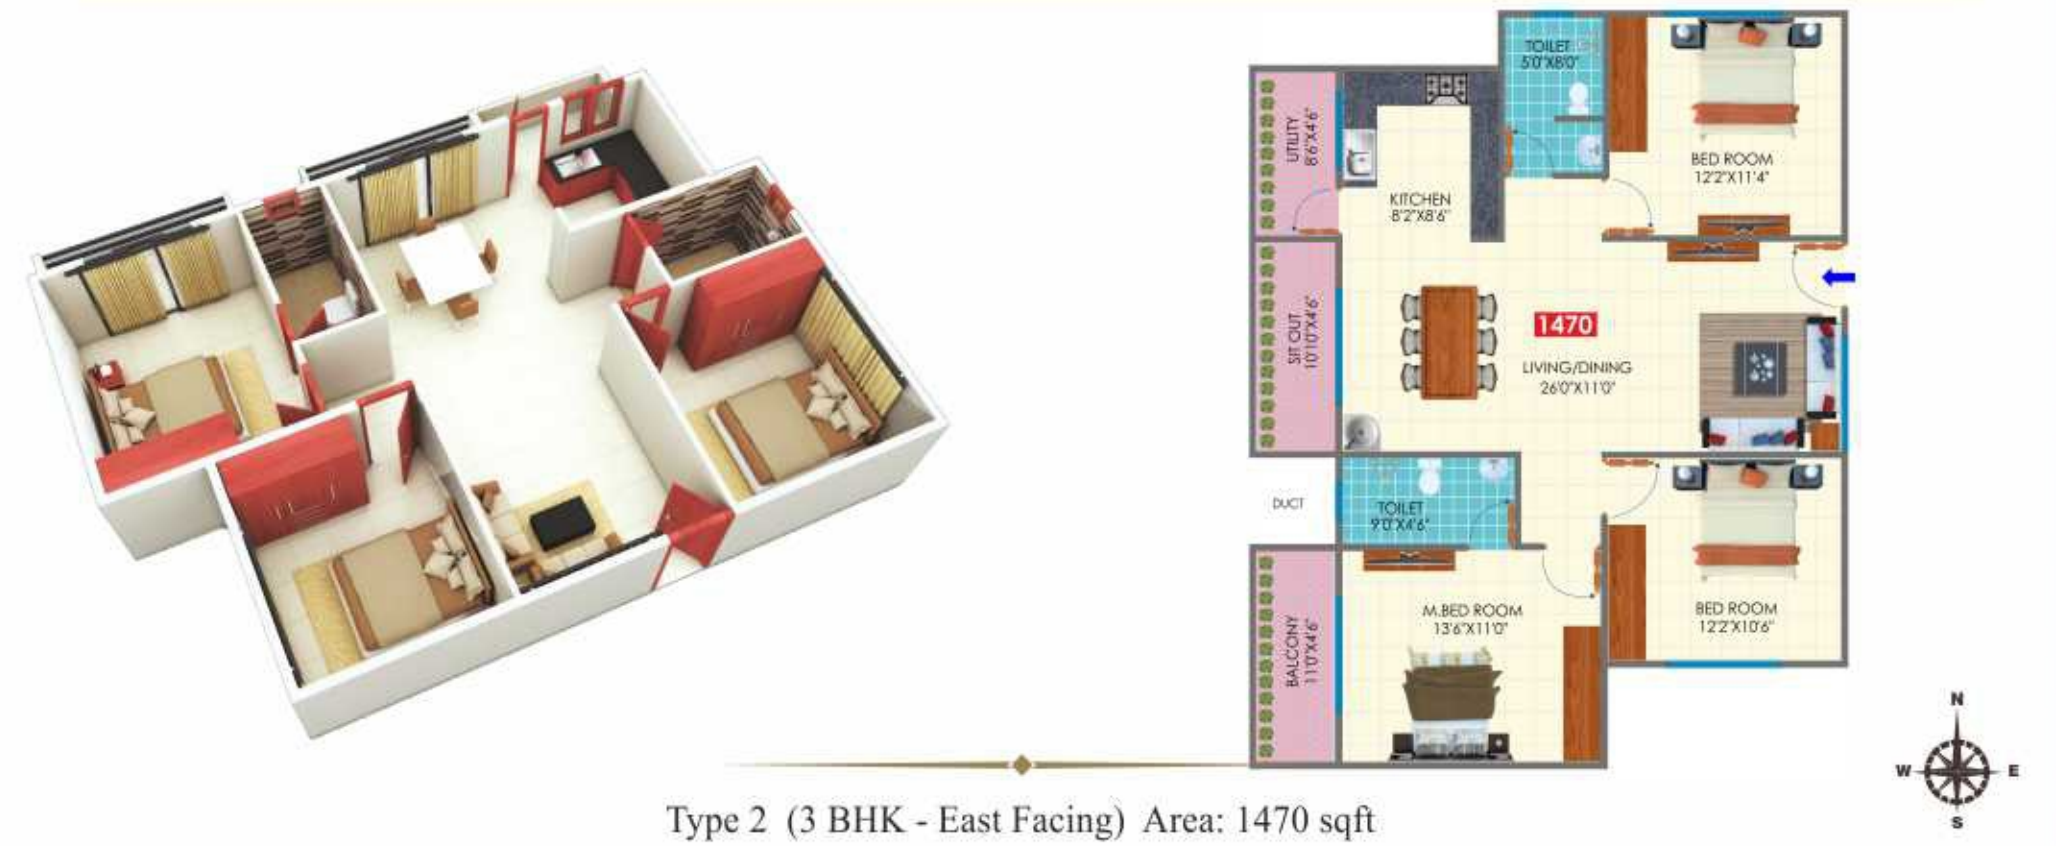 TOILET
5'0"X8'0"
BED ROOM
12'2"X11'4"
UTILITY
8'6"X4'6"
KITCHEN
8'2"X8'6"
SIT OUT
10'10"X4'6"
1470
LIVING/DINING
26'0"X11'0"
DUCT
TOILET
9'0"X4'6"
BALCONY
11'0"X4'6"
M.BED ROOM
13'6"X11'0"
BED ROOM
12'2"X10'6"
N
W
E
S
Type 2 (3 BHK - East Facing) Area: 1470 sqft